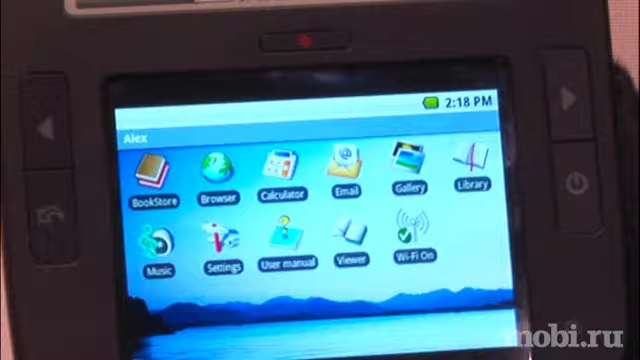 2:18 PM
Alex
BookStore Browser Calculator Email Gallery Library
Music Settings User manual Viewer Wi-Fi On
mobi.ru